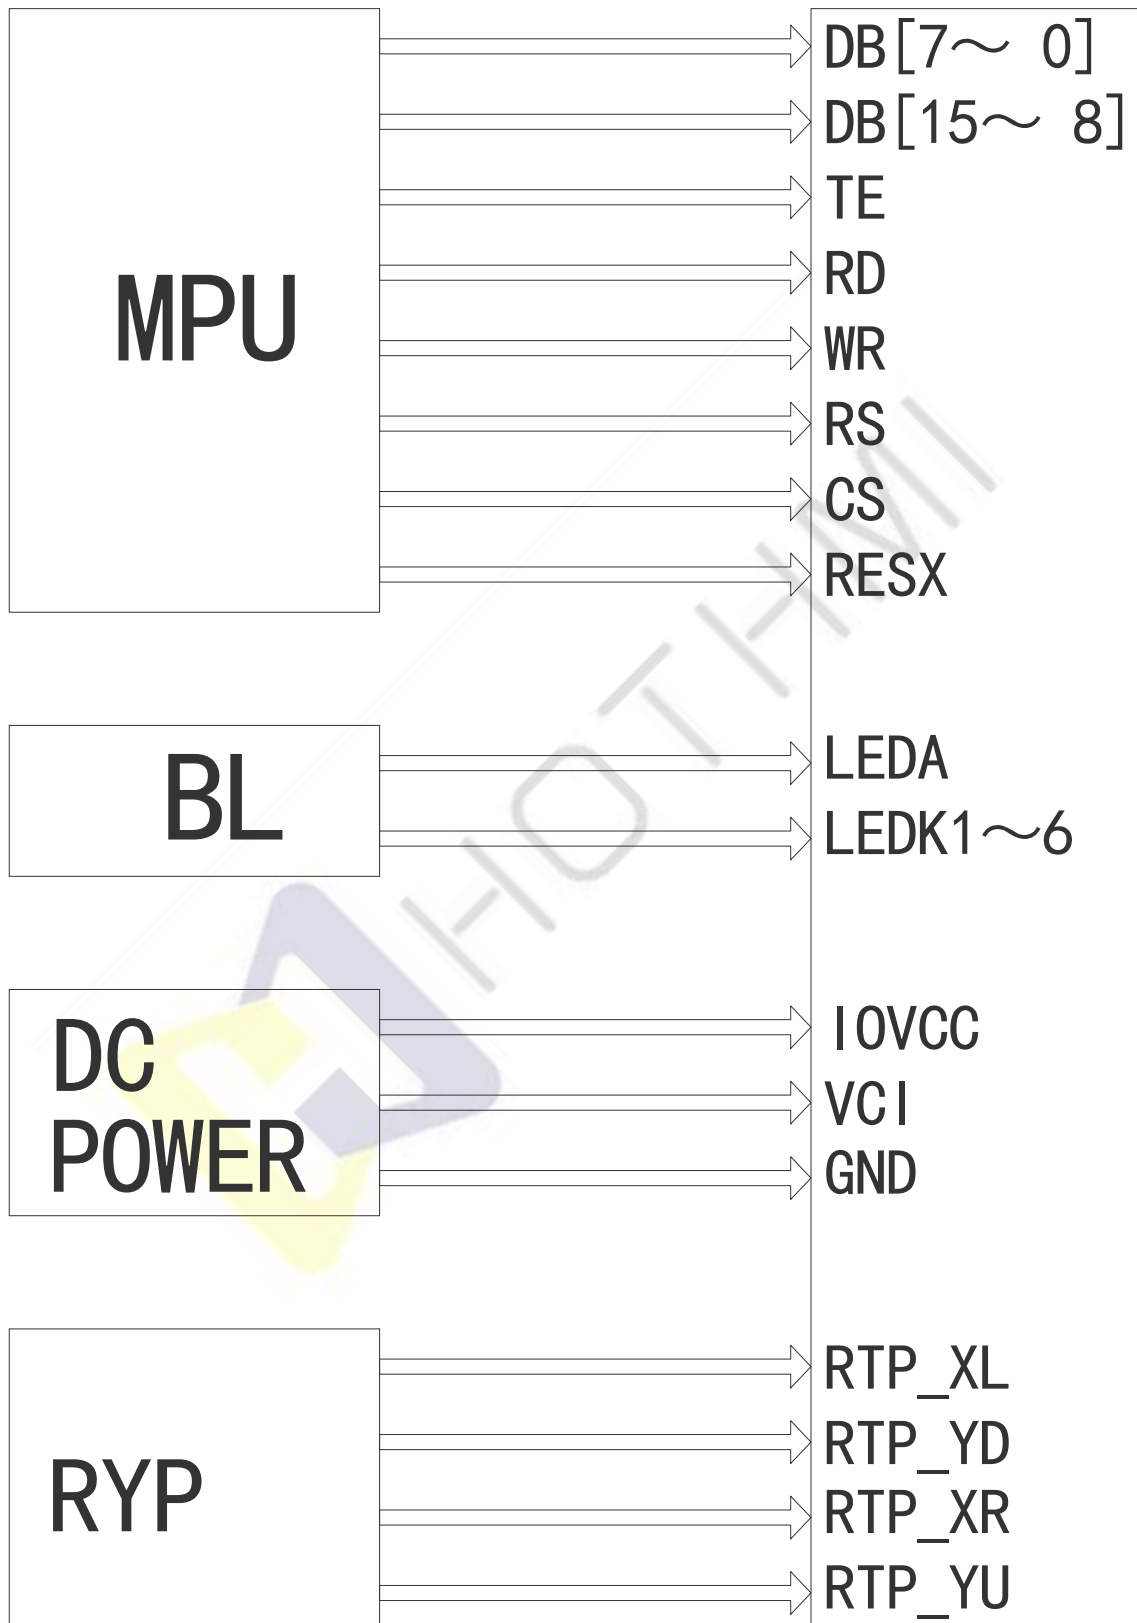 MPU
DB[7～ 0]
DB[15～ 8]
TE
RD
WR
RS
CS
RESX
BL
LEDA
LEDK1～6
DC
POWER
IOVCC
VCI
GND
RYP
RTP_XL
RTP_YD
RTP_XR
RTP_YU
HOTHMI